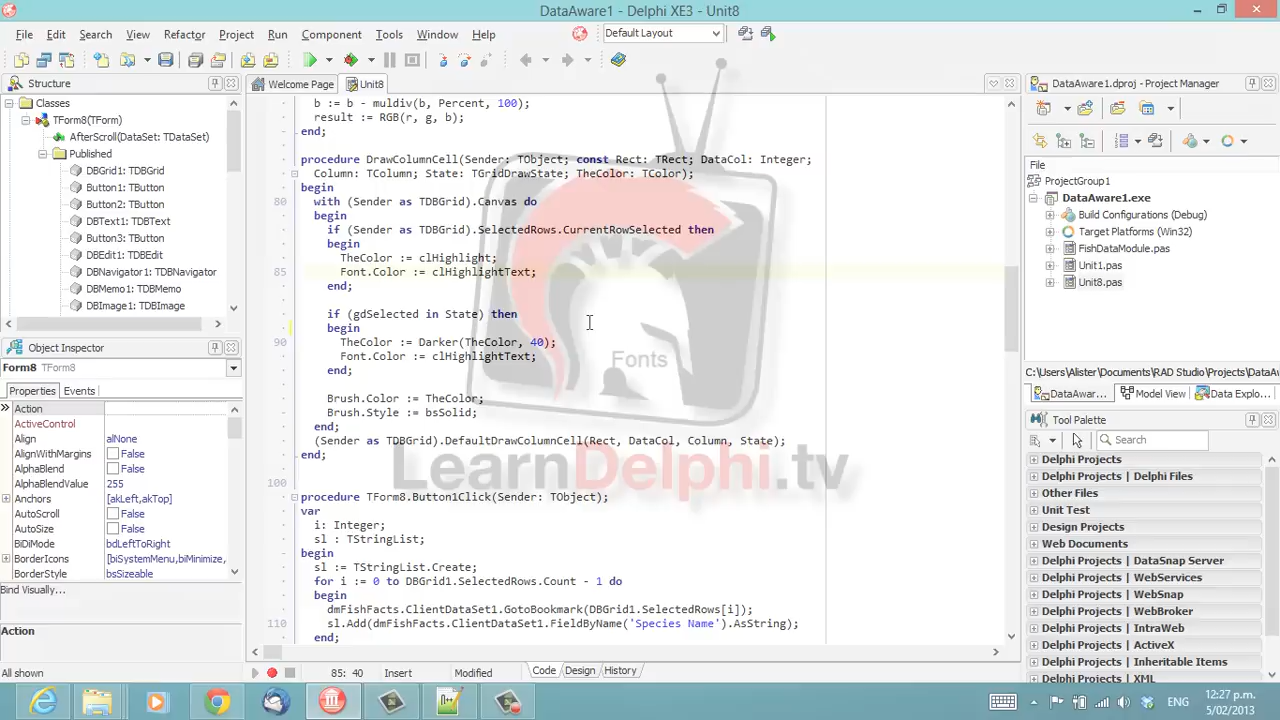 DataAware1 - Delphi XE3 - Unit8
File Edit Search View Refactor Project Run Component Tools Window Help
Default Layout
Structure
Classes
TForm8(TForm)
AfterScroll(DataSet: TDataSet)
Published
DBGrid1: TDBGrid
Button1: TButton
Button2: TButton
DBText1: TDBText
Button3: TButton
DBEdit1: TDBEdit
DBNavigator1: TDBNavigator
DBMemo1: TDBMemo
DBImage1: TDBImage
Object Inspector
Form8 TForm8
Properties Events
Action
ActiveControl
Align alNone
AlignWithMargins False
AlphaBlend False
AlphaBlendValue 255
Anchors [akLeft,akTop]
AutoScroll False
AutoSize False
BiDiMode bdLeftToRight
BorderIcons [biSystemMenu,biMinimize,
BorderStyle bsSizeable
Bind Visually...
Action
All shown
Welcome Page Unit8
b := b - muldiv(b, Percent, 100);
result := RGB(r, g, b);
end;
procedure DrawColumnCell(Sender: TObject; const Rect: TRect; DataCol: Integer;
Column: TColumn; State: TGridDrawState; TheColor: TColor);
begin
80 with (Sender as TDBGrid).Canvas do
begin
if (Sender as TDBGrid).SelectedRows.CurrentRowSelected then
begin
TheColor := clHighlight;
85 Font.Color := clHighlightText;
end;
if (gdSelected in State) then
begin
90 TheColor := Darker(TheColor, 40);
Font.Color := clHighlightText;
end;
Brush.Color := TheColor;
Brush.Style := bsSolid;
end;
(Sender as TDBGrid).DefaultDrawColumnCell(Rect, DataCol, Column, State);
end;
100
procedure TForm8.Button1Click(Sender: TObject);
var
i: Integer;
sl : TStringList;
begin
sl := TStringList.Create;
for i := 0 to DBGrid1.SelectedRows.Count - 1 do
begin
dmFishFacts.ClientDataSet1.GotoBookmark(DBGrid1.SelectedRows[i]);
110 sl.Add(dmFishFacts.ClientDataSet1.FieldByName('Species Name').AsString);
end;
Fonts
LearnDelphi.tv
85: 40 Insert Modified Code Design History
DataAware1.dproj - Project Manager
File
ProjectGroup1
DataAware1.exe
Build Configurations (Debug)
Target Platforms (Win32)
FishDataModule.pas
Unit1.pas
Unit8.pas
C:\Users\Alister\Documents\RAD Studio\Projects\DataA
DataAwar... Model View Data Explo...
Tool Palette
Search
Delphi Projects
Delphi Projects | Delphi Files
Other Files
Unit Test
Design Projects
Web Documents
Delphi Projects | DataSnap Server
Delphi Projects | WebServices
Delphi Projects | WebSnap
Delphi Projects | WebBroker
Delphi Projects | IntraWeb
Delphi Projects | ActiveX
Delphi Projects | Inheritable Items
Delphi Projects | XML
ENG
12:27 p.m.
5/02/2013